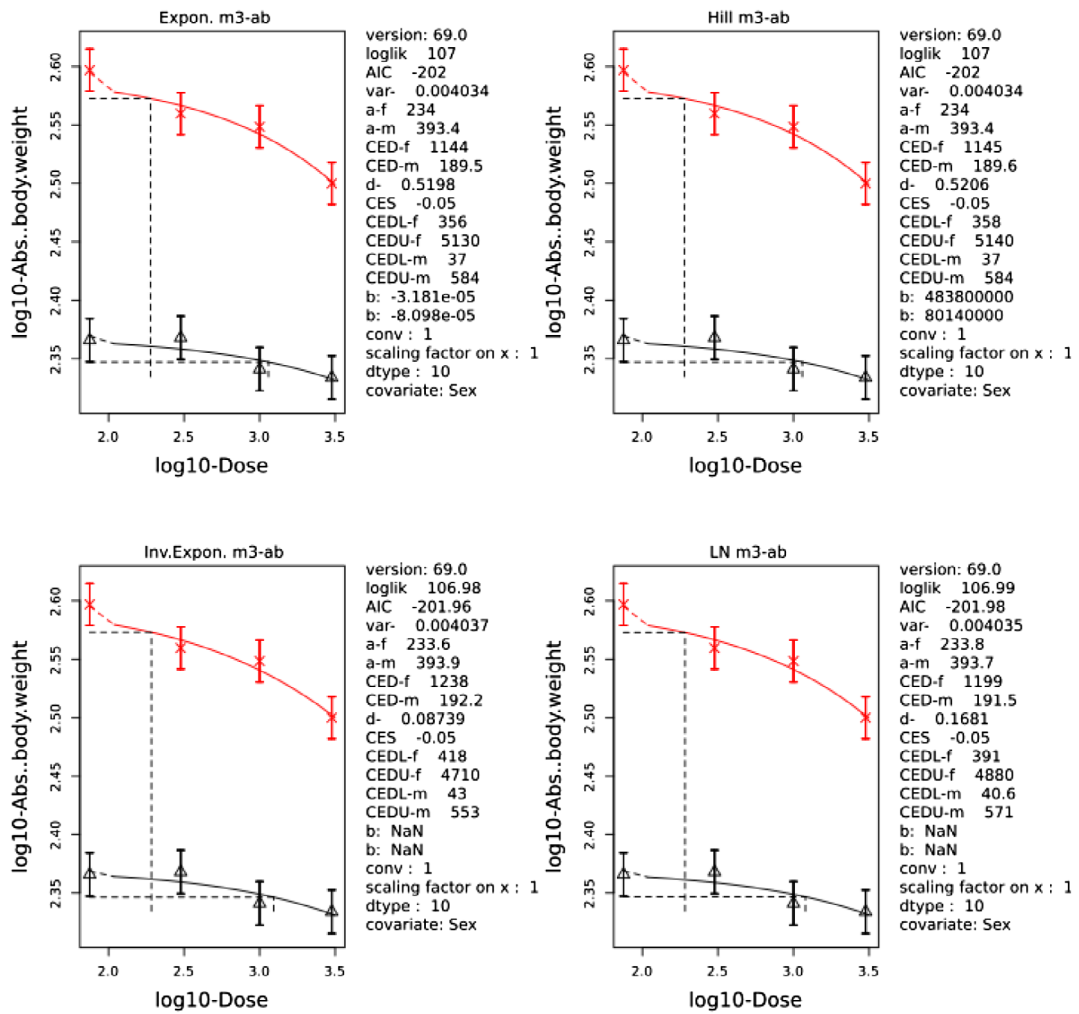 Expon. m3-ab
log10-Abs..body.weight
2.60
2.55
2.50
2.45
2.40
2.35
2.0 2.5 3.0 3.5
log10-Dose
version: 69.0
loglik 107
AIC -202
var- 0.004034
a-f 234
a-m 393.4
CED-f 1144
CED-m 189.5
d- 0.5198
CES -0.05
CEDL-f 356
CEDU-f 5130
CEDL-m 37
CEDU-m 584
b: -3.181e-05
b: -8.098e-05
conv : 1
scaling factor on x : 1
dtype : 10
covariate: Sex
Hill m3-ab
log10-Abs..body.weight
2.60
2.55
2.50
2.45
2.40
2.35
2.0 2.5 3.0 3.5
log10-Dose
version: 69.0
loglik 107
AIC -202
var- 0.004034
a-f 234
a-m 393.4
CED-f 1145
CED-m 189.6
d- 0.5206
CES -0.05
CEDL-f 358
CEDU-f 5140
CEDL-m 37
CEDU-m 584
b: 483800000
b: 80140000
conv : 1
scaling factor on x : 1
dtype : 10
covariate: Sex
Inv.Expon. m3-ab
log10-Abs..body.weight
2.60
2.55
2.50
2.45
2.40
2.35
2.0 2.5 3.0 3.5
log10-Dose
version: 69.0
loglik 106.98
AIC -201.96
var- 0.004037
a-f 233.6
a-m 393.9
CED-f 1238
CED-m 192.2
d- 0.08739
CES -0.05
CEDL-f 418
CEDU-f 4710
CEDL-m 43
CEDU-m 553
b: NaN
b: NaN
conv : 1
scaling factor on x : 1
dtype : 10
covariate: Sex
LN m3-ab
log10-Abs..body.weight
2.60
2.55
2.50
2.45
2.40
2.35
2.0 2.5 3.0 3.5
log10-Dose
version: 69.0
loglik 106.99
AIC -201.98
var- 0.004035
a-f 233.8
a-m 393.7
CED-f 1199
CED-m 191.5
d- 0.1681
CES -0.05
CEDL-f 391
CEDU-f 4880
CEDL-m 40.6
CEDU-m 571
b: NaN
b: NaN
conv : 1
scaling factor on x : 1
dtype : 10
covariate: Sex